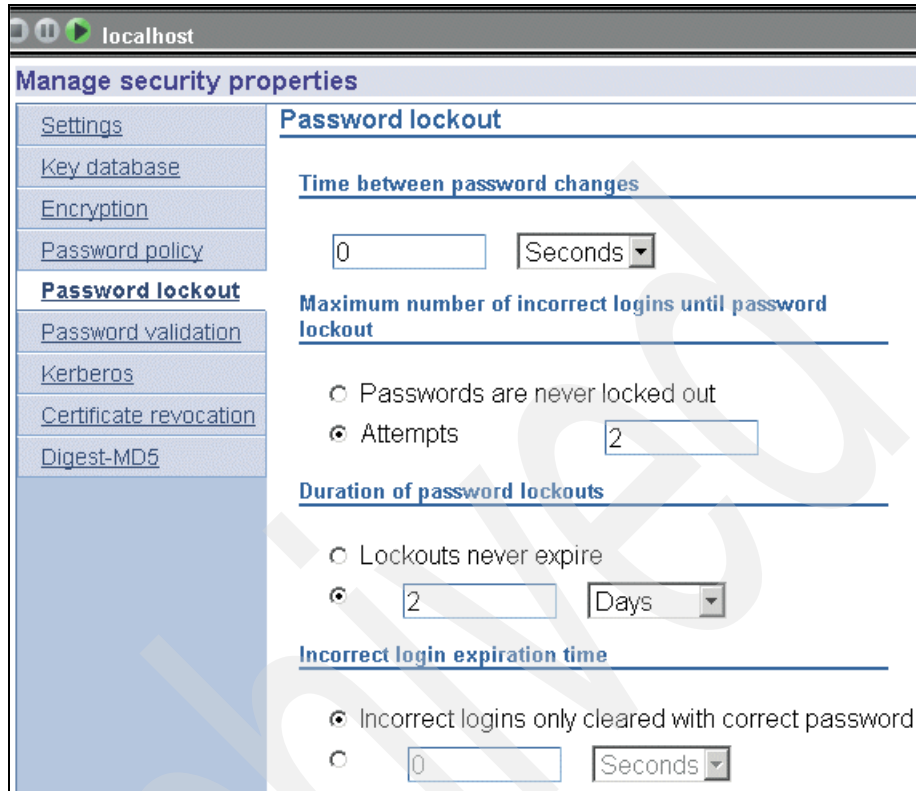 localhost
Manage security properties
Settings
Key database
Encryption
Password policy
Password lockout
Password validation
Kerberos
Certificate revocation
Digest-MD5
Password lockout
Time between password changes
0 Seconds
Maximum number of incorrect logins until password
lockout
Passwords are never locked out
Attempts 2
Duration of password lockouts
Lockouts never expire
2 Days
Incorrect login expiration time
Incorrect logins only cleared with correct password
0 Seconds